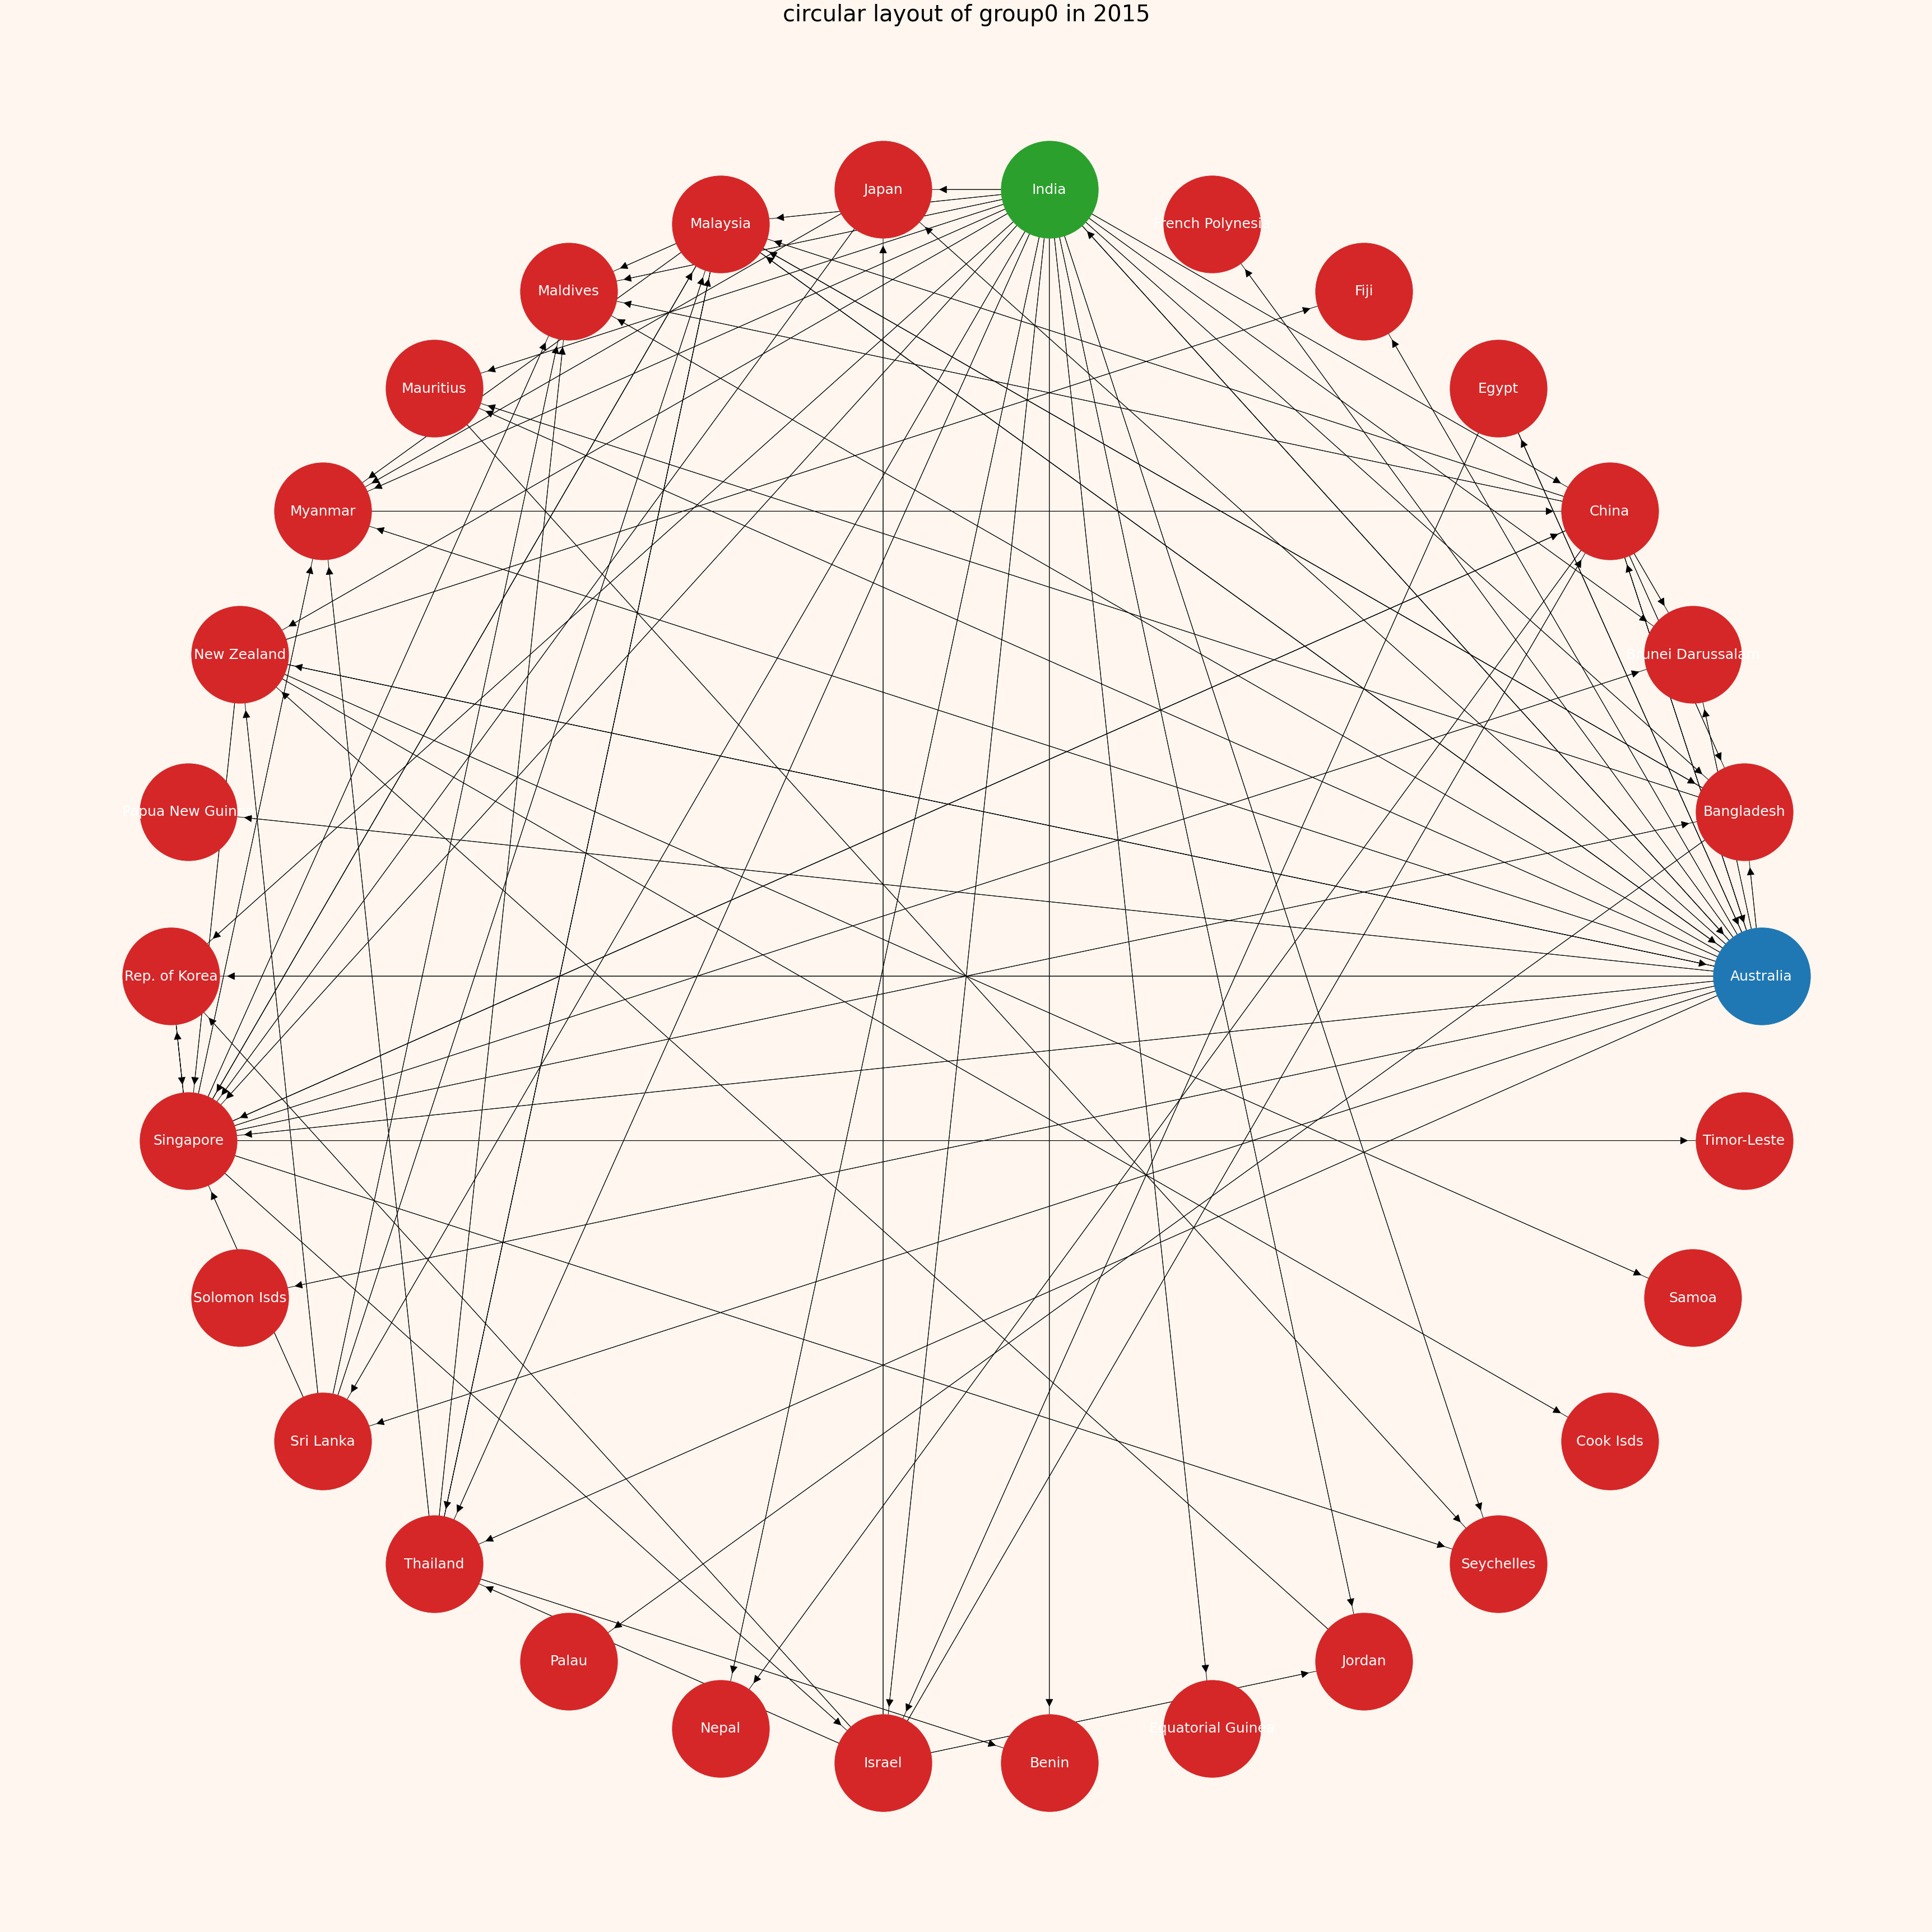 circular layout of group0 in 2015
Japan
India
Malaysia
French Polynesia
Maldives
Fiji
Mauritius
Egypt
Myanmar
China
New Zealand
Brunei Darussalam
Papua New Guinea
Bangladesh
Rep. of Korea
Australia
Singapore
Timor-Leste
Solomon Isds
Samoa
Sri Lanka
Cook Isds
Thailand
Seychelles
Palau
Jordan
Nepal
Equatorial Guinea
Israel
Benin